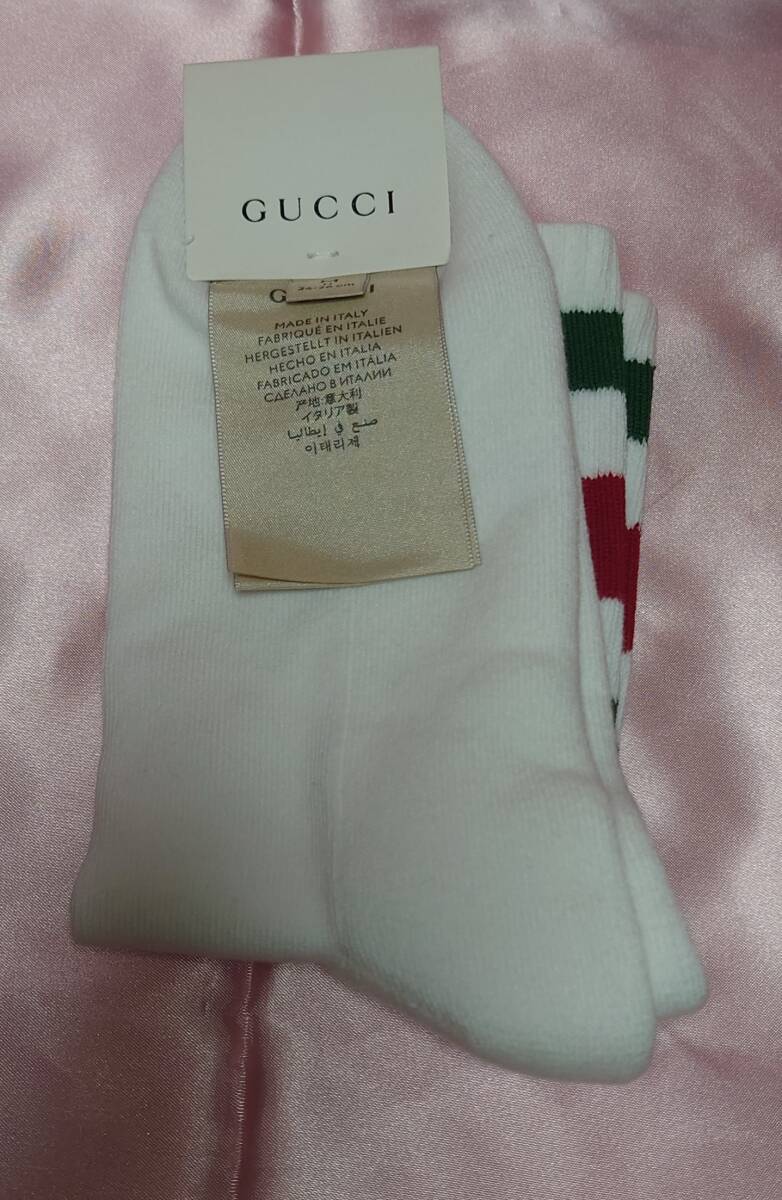 GUCCI
MADE IN ITALY
FABRIQUÉ EN ITALIE
HERGESTELLT IN ITALIEN
HECHO EN ITALIA
FABRICADO EM ITÁLIA
СДЕЛАНО В ИТАЛИИ
产地:意大利
イタリア製
صنع في إيطاليا
이태리제